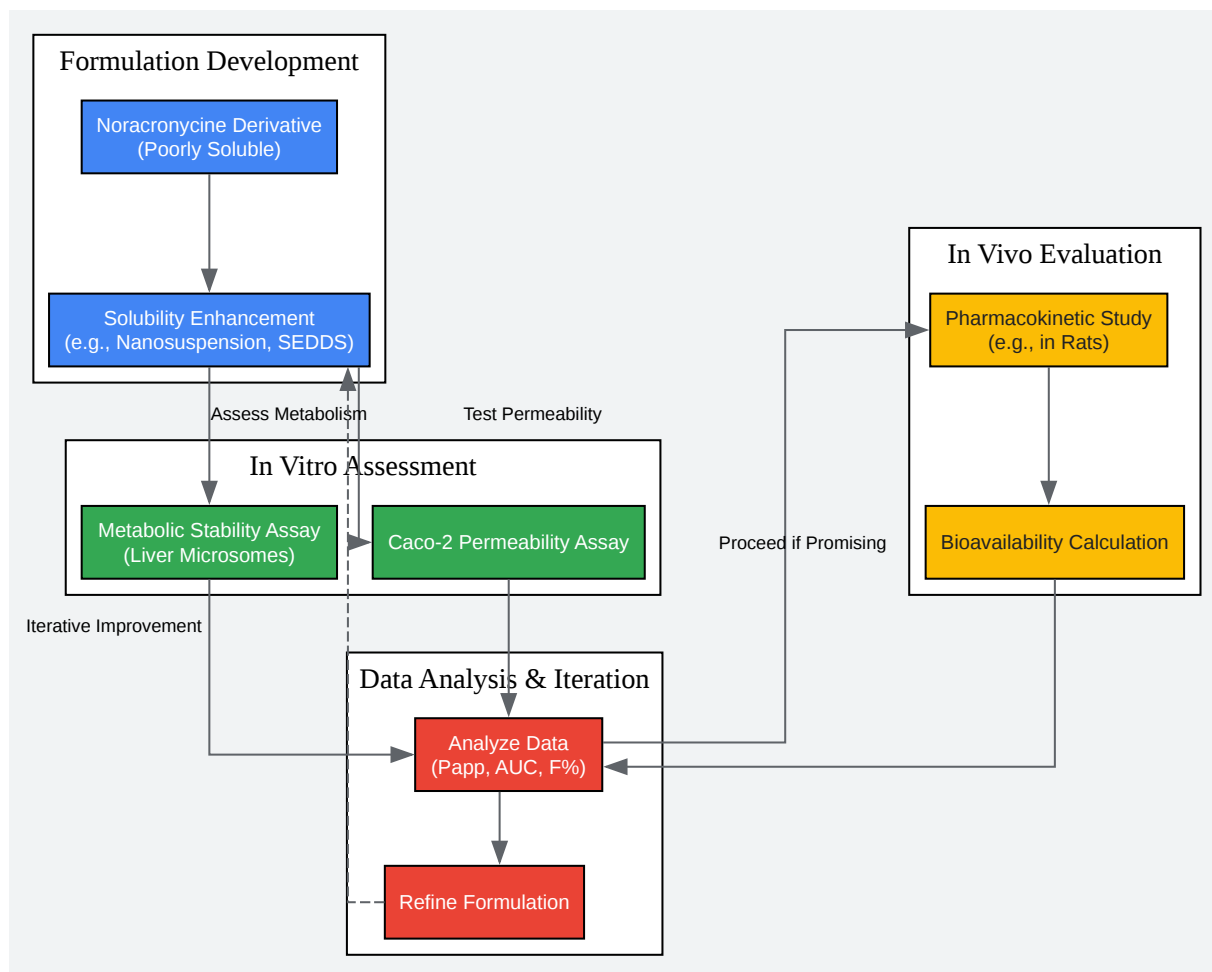 Formulation Development
Noracronycine Derivative
(Poorly Soluble)
Solubility Enhancement
(e.g., Nanosuspension, SEDDS)
In Vivo Evaluation
Pharmacokinetic Study
(e.g., in Rats)
Assess Metabolism
Test Permeability
In Vitro Assessment
Metabolic Stability Assay
(Liver Microsomes)
Caco-2 Permeability Assay
Proceed if Promising
Bioavailability Calculation
Iterative Improvement
Data Analysis & Iteration
Analyze Data
(Papp, AUC, F%)
Refine Formulation